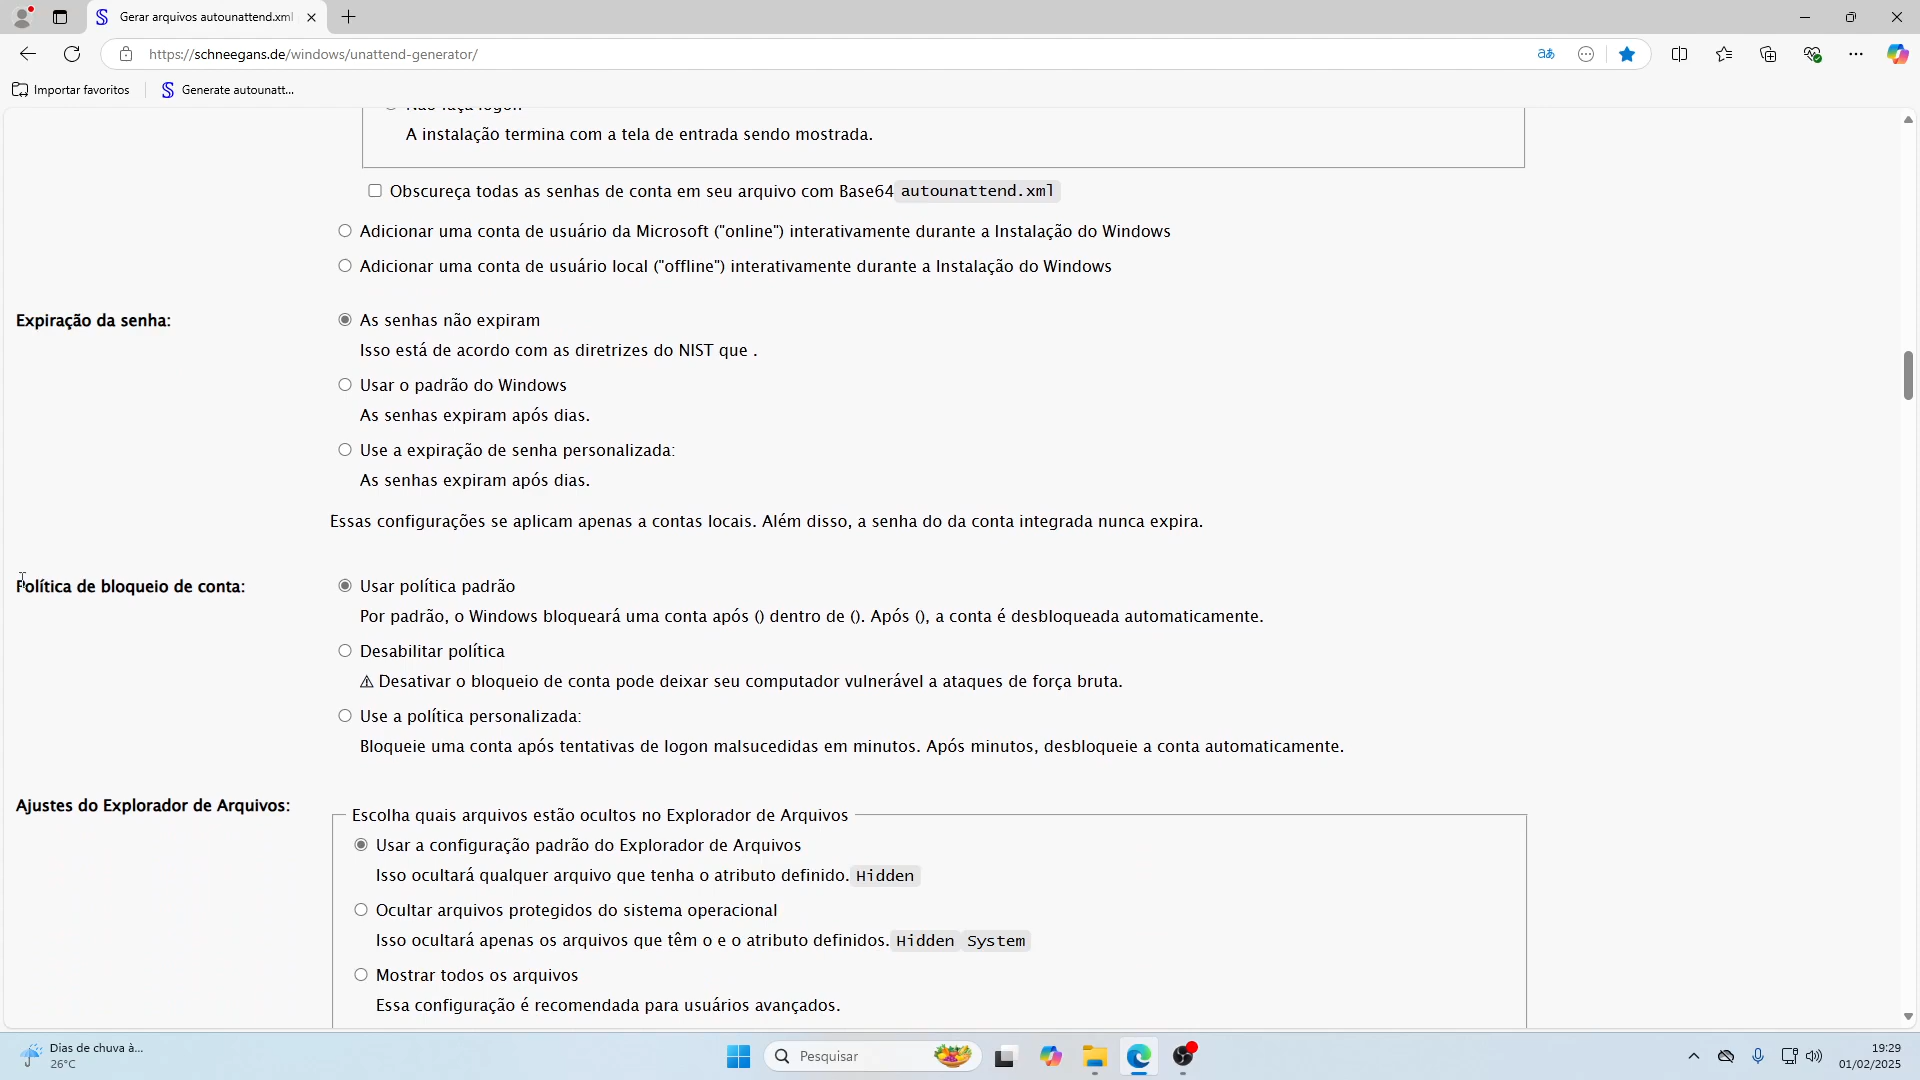 Gerar arquivos autounattend.xml
https://schneegans.de/windows/unattend-generator/
Importar favoritos
Generate autounatt...
A instalação termina com a tela de entrada sendo mostrada.
Obscureça todas as senhas de conta em seu arquivo com Base64 autounattend.xml
Adicionar uma conta de usuário da Microsoft ("online") interativamente durante a Instalação do Windows
Adicionar uma conta de usuário local ("offline") interativamente durante a Instalação do Windows
Expiração da senha:
As senhas não expiram
Isso está de acordo com as diretrizes do NIST que .
Usar o padrão do Windows
As senhas expiram após dias.
Use a expiração de senha personalizada:
As senhas expiram após dias.
Essas configurações se aplicam apenas a contas locais. Além disso, a senha do da conta integrada nunca expira.
Política de bloqueio de conta:
Usar política padrão
Por padrão, o Windows bloqueará uma conta após () dentro de (). Após (), a conta é desbloqueada automaticamente.
Desabilitar política
⚠ Desativar o bloqueio de conta pode deixar seu computador vulnerável a ataques de força bruta.
Use a política personalizada:
Bloqueie uma conta após tentativas de logon malsucedidas em minutos. Após minutos, desbloqueie a conta automaticamente.
Ajustes do Explorador de Arquivos:
Escolha quais arquivos estão ocultos no Explorador de Arquivos
Usar a configuração padrão do Explorador de Arquivos
Isso ocultará qualquer arquivo que tenha o atributo definido. Hidden
Ocultar arquivos protegidos do sistema operacional
Isso ocultará apenas os arquivos que têm o e o atributo definidos. Hidden System
Mostrar todos os arquivos
Essa configuração é recomendada para usuários avançados.
Dias de chuva à...
26°C
Pesquisar
19:29
01/02/2025